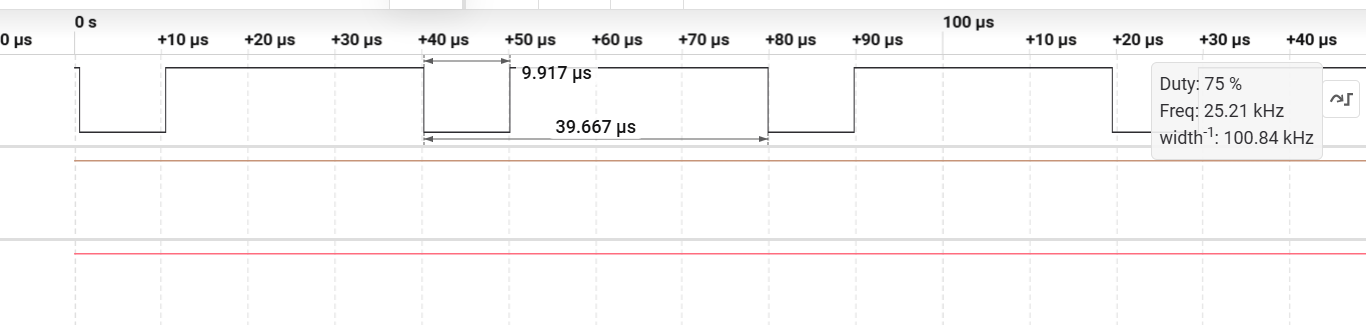 0 s 100 µs
0 µs +10 µs +20 µs +30 µs +40 µs +50 µs +60 µs +70 µs +80 µs +90 µs +10 µs +20 µs +30 µs +40 µs
9.917 µs
39.667 µs
Duty: 75 %
Freq: 25.21 kHz
width⁻¹: 100.84 kHz